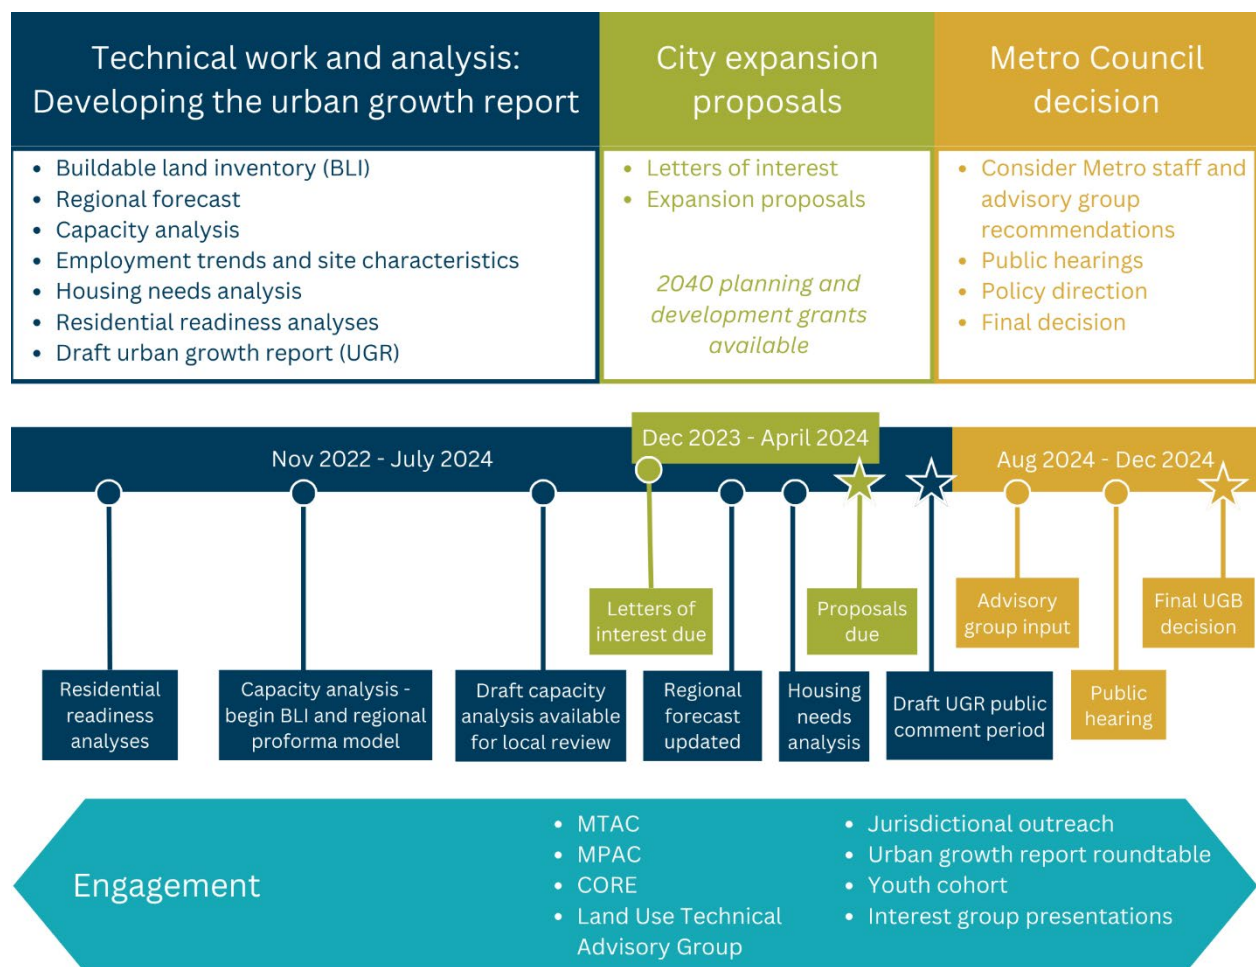 Technical work and analysis:
Developing the urban growth report
• Buildable land inventory (BLI)
• Regional forecast
• Capacity analysis
• Employment trends and site characteristics
• Housing needs analysis
• Residential readiness analyses
• Draft urban growth report (UGR)
City expansion
proposals
• Letters of interest
• Expansion proposals
2040 planning and
development grants
available
Metro Council
decision
• Consider Metro staff and
advisory group
recommendations
• Public hearings
• Policy direction
• Final decision
Nov 2022 - July 2024
Dec 2023 - April 2024
Aug 2024 - Dec 2024
Letters of
interest due
Proposals
due
Advisory
group input
Final UGB
decision
Residential
readiness
analyses
Capacity analysis -
begin BLI and regional
proforma model
Draft capacity
analysis available
for local review
Regional
forecast
updated
Housing
needs
analysis
Draft UGR public
comment period
Public
hearing
Engagement
• MTAC
• MPAC
• CORE
• Land Use Technical
Advisory Group
• Jurisdictional outreach
• Urban growth report roundtable
• Youth cohort
• Interest group presentations